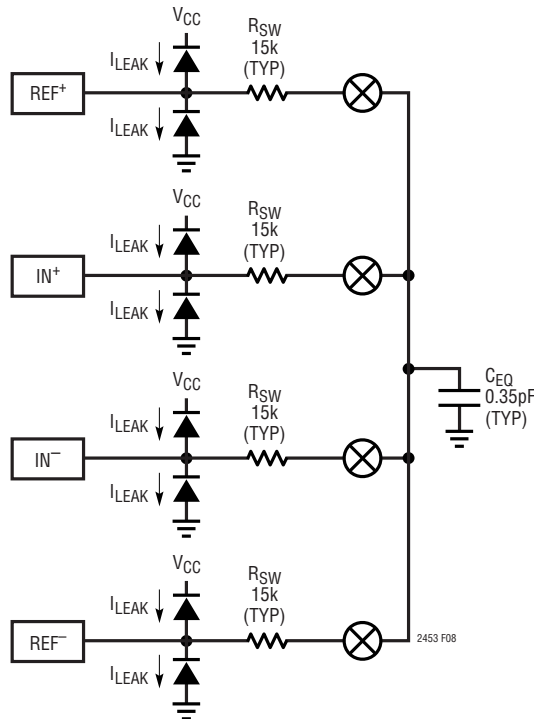 VCC
ILEAK
RSW
15k
(TYP)
REF+
ILEAK
VCC
ILEAK
RSW
15k
(TYP)
IN+
ILEAK
CEQ
0.35pF
(TYP)
VCC
ILEAK
RSW
15k
(TYP)
IN−
ILEAK
VCC
ILEAK
RSW
15k
(TYP)
REF−
2453 F08
ILEAK